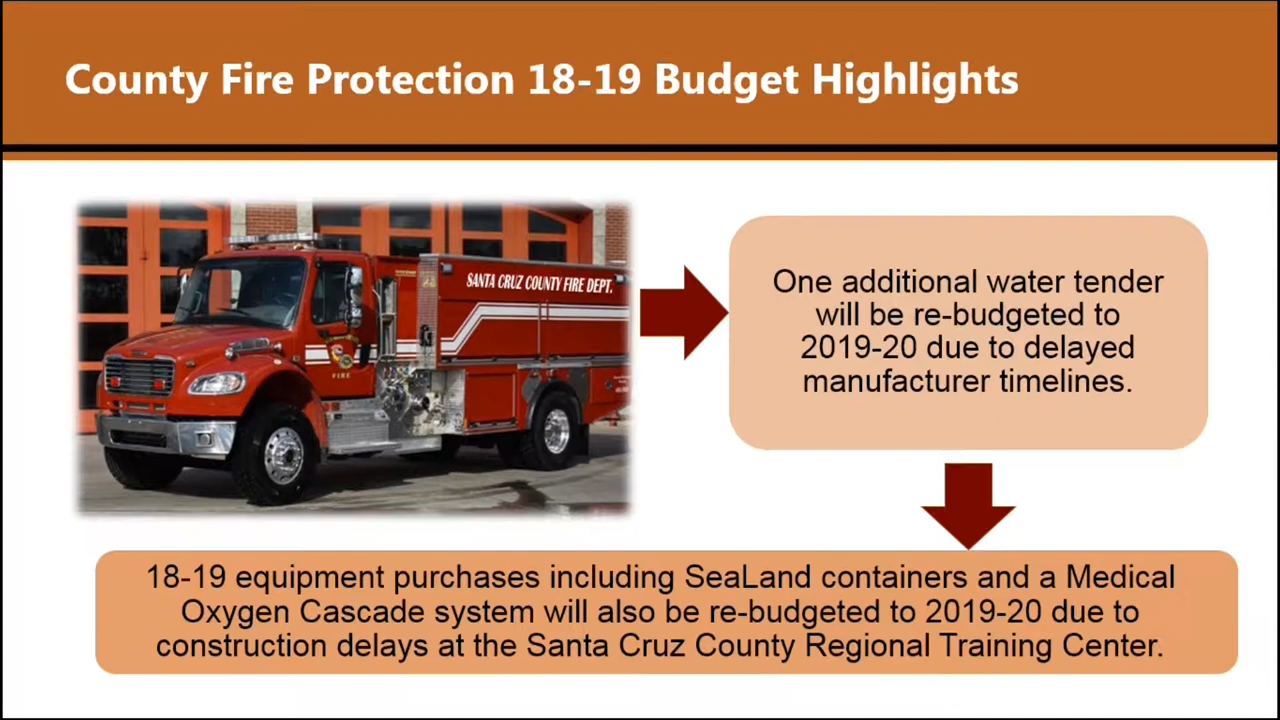 County Fire Protection 18-19 Budget Highlights
SANTA CRUZ COUNTY FIRE DEPT.
FIRE
One additional water tender
will be re-budgeted to
2019-20 due to delayed
manufacturer timelines.
18-19 equipment purchases including SeaLand containers and a Medical
Oxygen Cascade system will also be re-budgeted to 2019-20 due to
construction delays at the Santa Cruz County Regional Training Center.